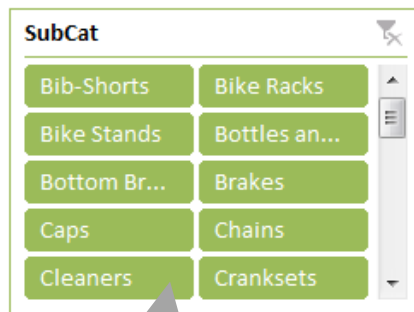 SubCat
Bib-Shorts Bike Racks
Bike Stands Bottles an...
Bottom Br... Brakes
Caps Chains
Cleaners Cranksets